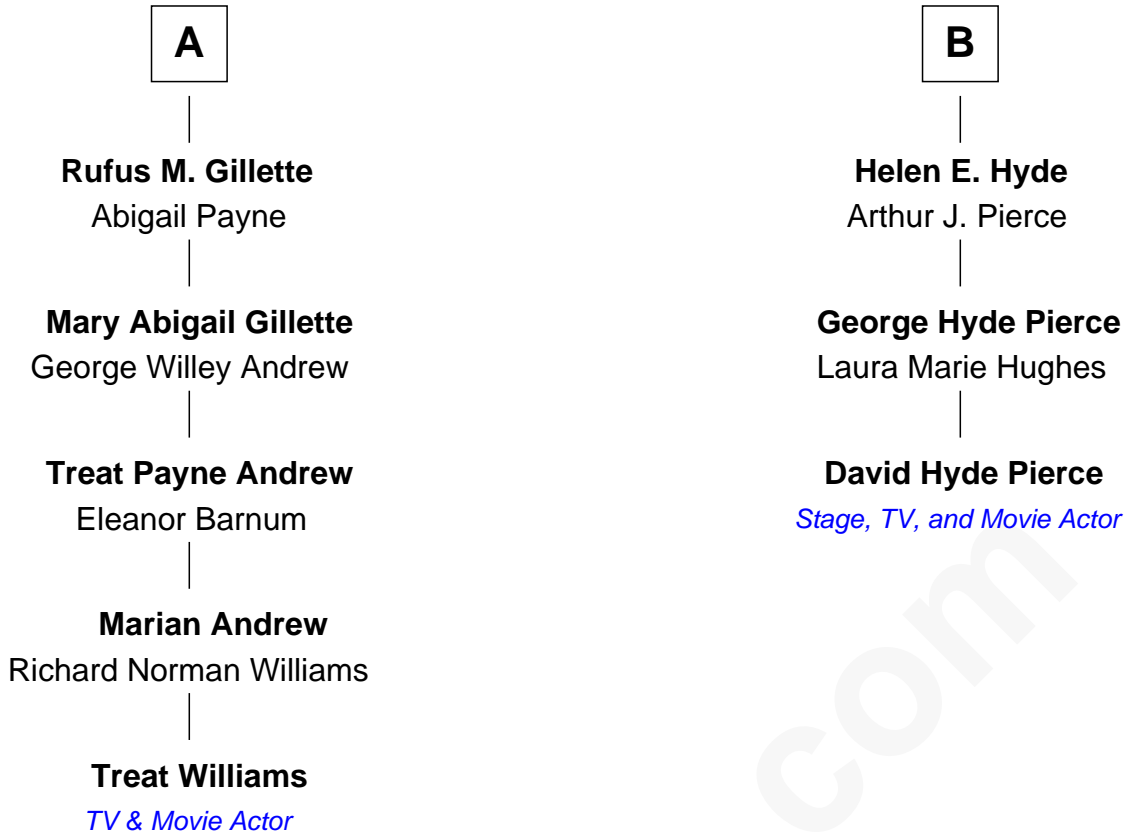 A
Rufus M. Gillette
Abigail Payne
Mary Abigail Gillette
George Willey Andrew
Treat Payne Andrew
Eleanor Barnum
Marian Andrew
Richard Norman Williams
Treat Williams
TV & Movie Actor
B
Helen E. Hyde
Arthur J. Pierce
George Hyde Pierce
Laura Marie Hughes
David Hyde Pierce
Stage, TV, and Movie Actor
com